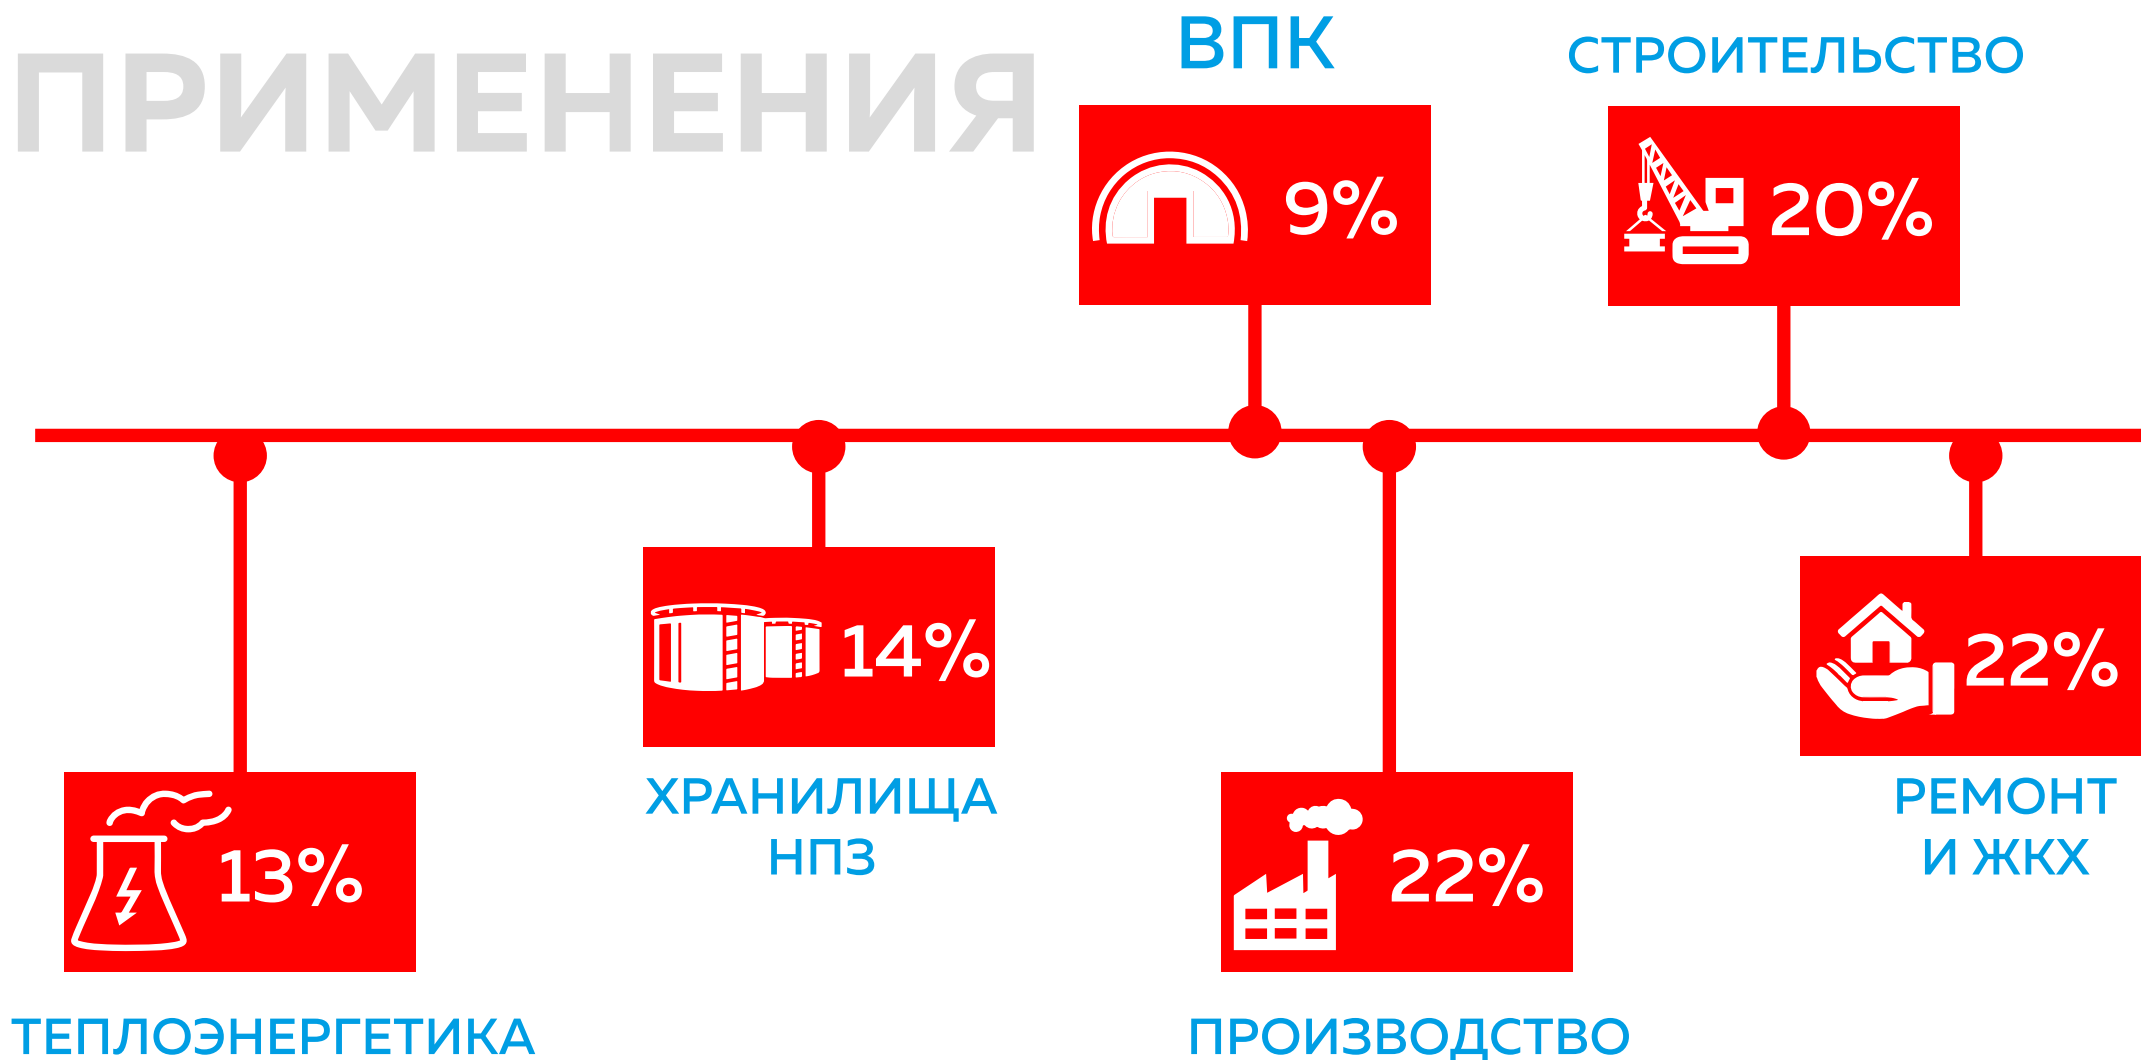 ПРИМЕНЕНИЯ
ВПК
9%
СТРОИТЕЛЬСТВО
20%
14%
ХРАНИЛИЩА
НПЗ
22%
РЕМОНТ
И ЖКХ
13%
ТЕПЛОЭНЕРГЕТИКА
22%
ПРОИЗВОДСТВО